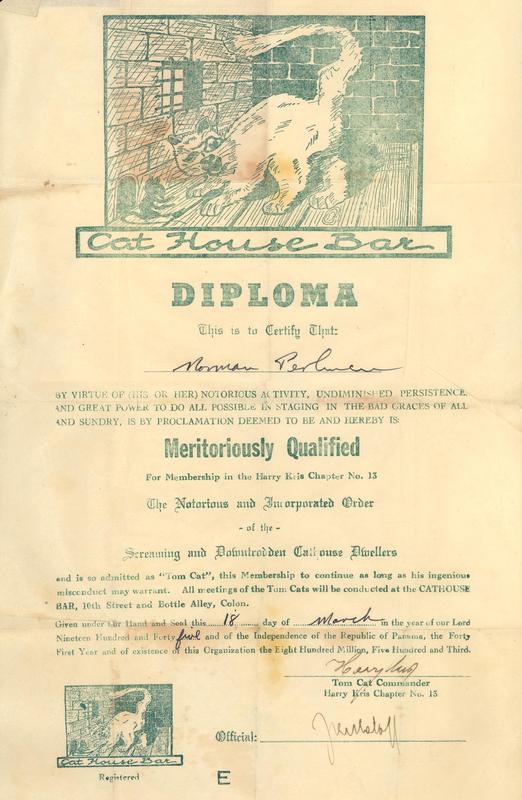 Cat House Bar
DIPLOMA
This is to Certify That:
Norman Perlman
BY VIRTUE OF (HIS OR HER) NOTORIOUS ACTIVITY, UNDIMINISHED PERSISTENCE
AND GREAT POWER TO DO ALL POSSIBLE IN STAGING IN THE BAD GRACES OF ALL
AND SUNDRY, IS BY PROCLAMATION DEEMED TO BE AND HEREBY IS:
Meritoriously Qualified
For Membership in the Harry Kris Chapter No. 13
The Notorious and Incorporated Order
- of the -
Screaming and Downtrodden Cathouse Dwellers
and is so admitted as "Tom Cat", this Membership to continue as long as his ingenious
misconduct may warrant. All meetings of the Tom Cats will be conducted at the CATHOUSE
BAR, 10th Street and Bottle Alley, Colon.
Given under Our Hand and Seal this 18 day of March in the year of our Lord
Nineteen Hundred and Forty five and of the Independence of the Republic of Panama, the Forty
First Year and of existence of this Organization the Eight Hundred Million, Five Hundred and Third.
Harry Kris
Tom Cat Commander
Harry Kris Chapter No. 13
Official:
Cat House Bar
Registered
E